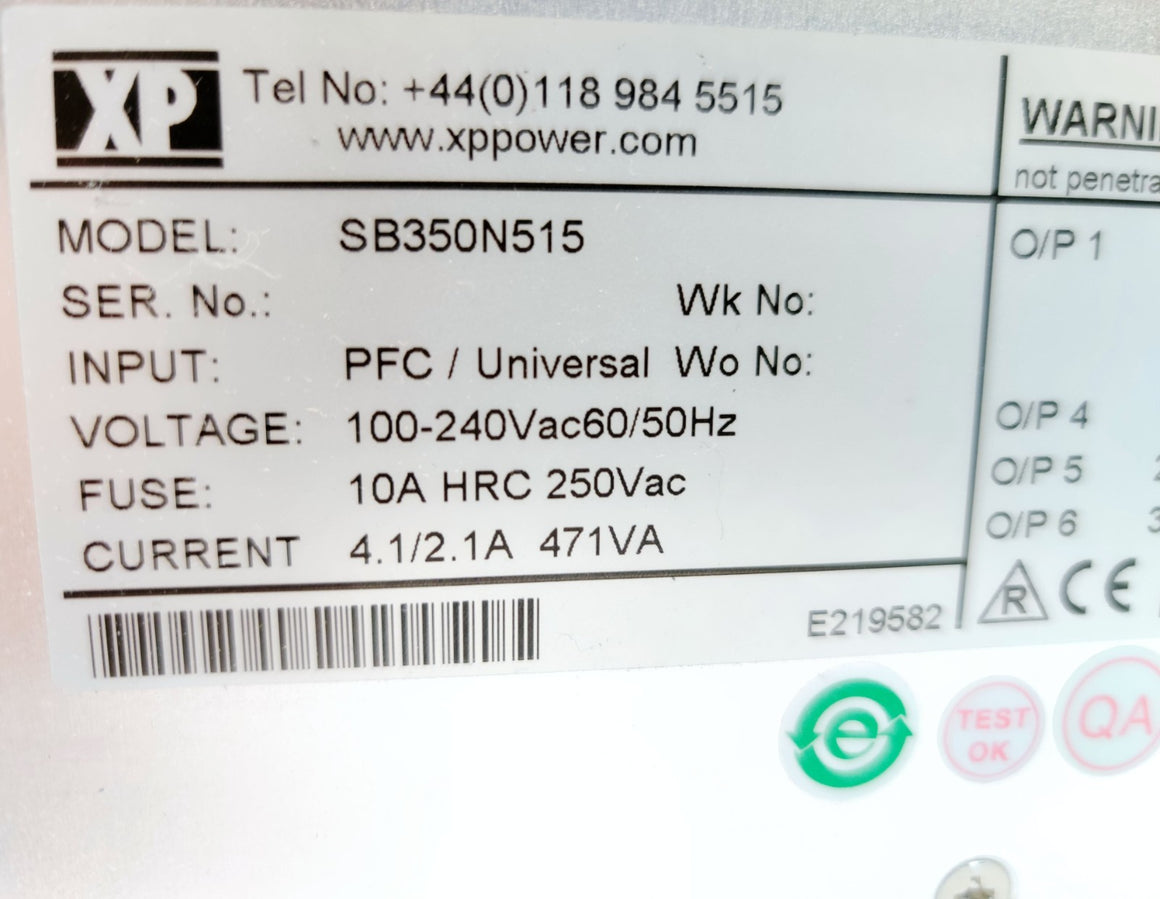 XP
Tel No: +44(0)118 984 5515
www.xppower.com
MODEL: SB350N515
SER. No.: Wk No:
INPUT: PFC / Universal Wo No:
VOLTAGE: 100-240Vac60/50Hz
FUSE: 10A HRC 250Vac
CURRENT 4.1/2.1A 471VA
E219582
not
O/P 1
O/P 4
O/P 5
O/P 6
R CE
e
TEST
OK
QA